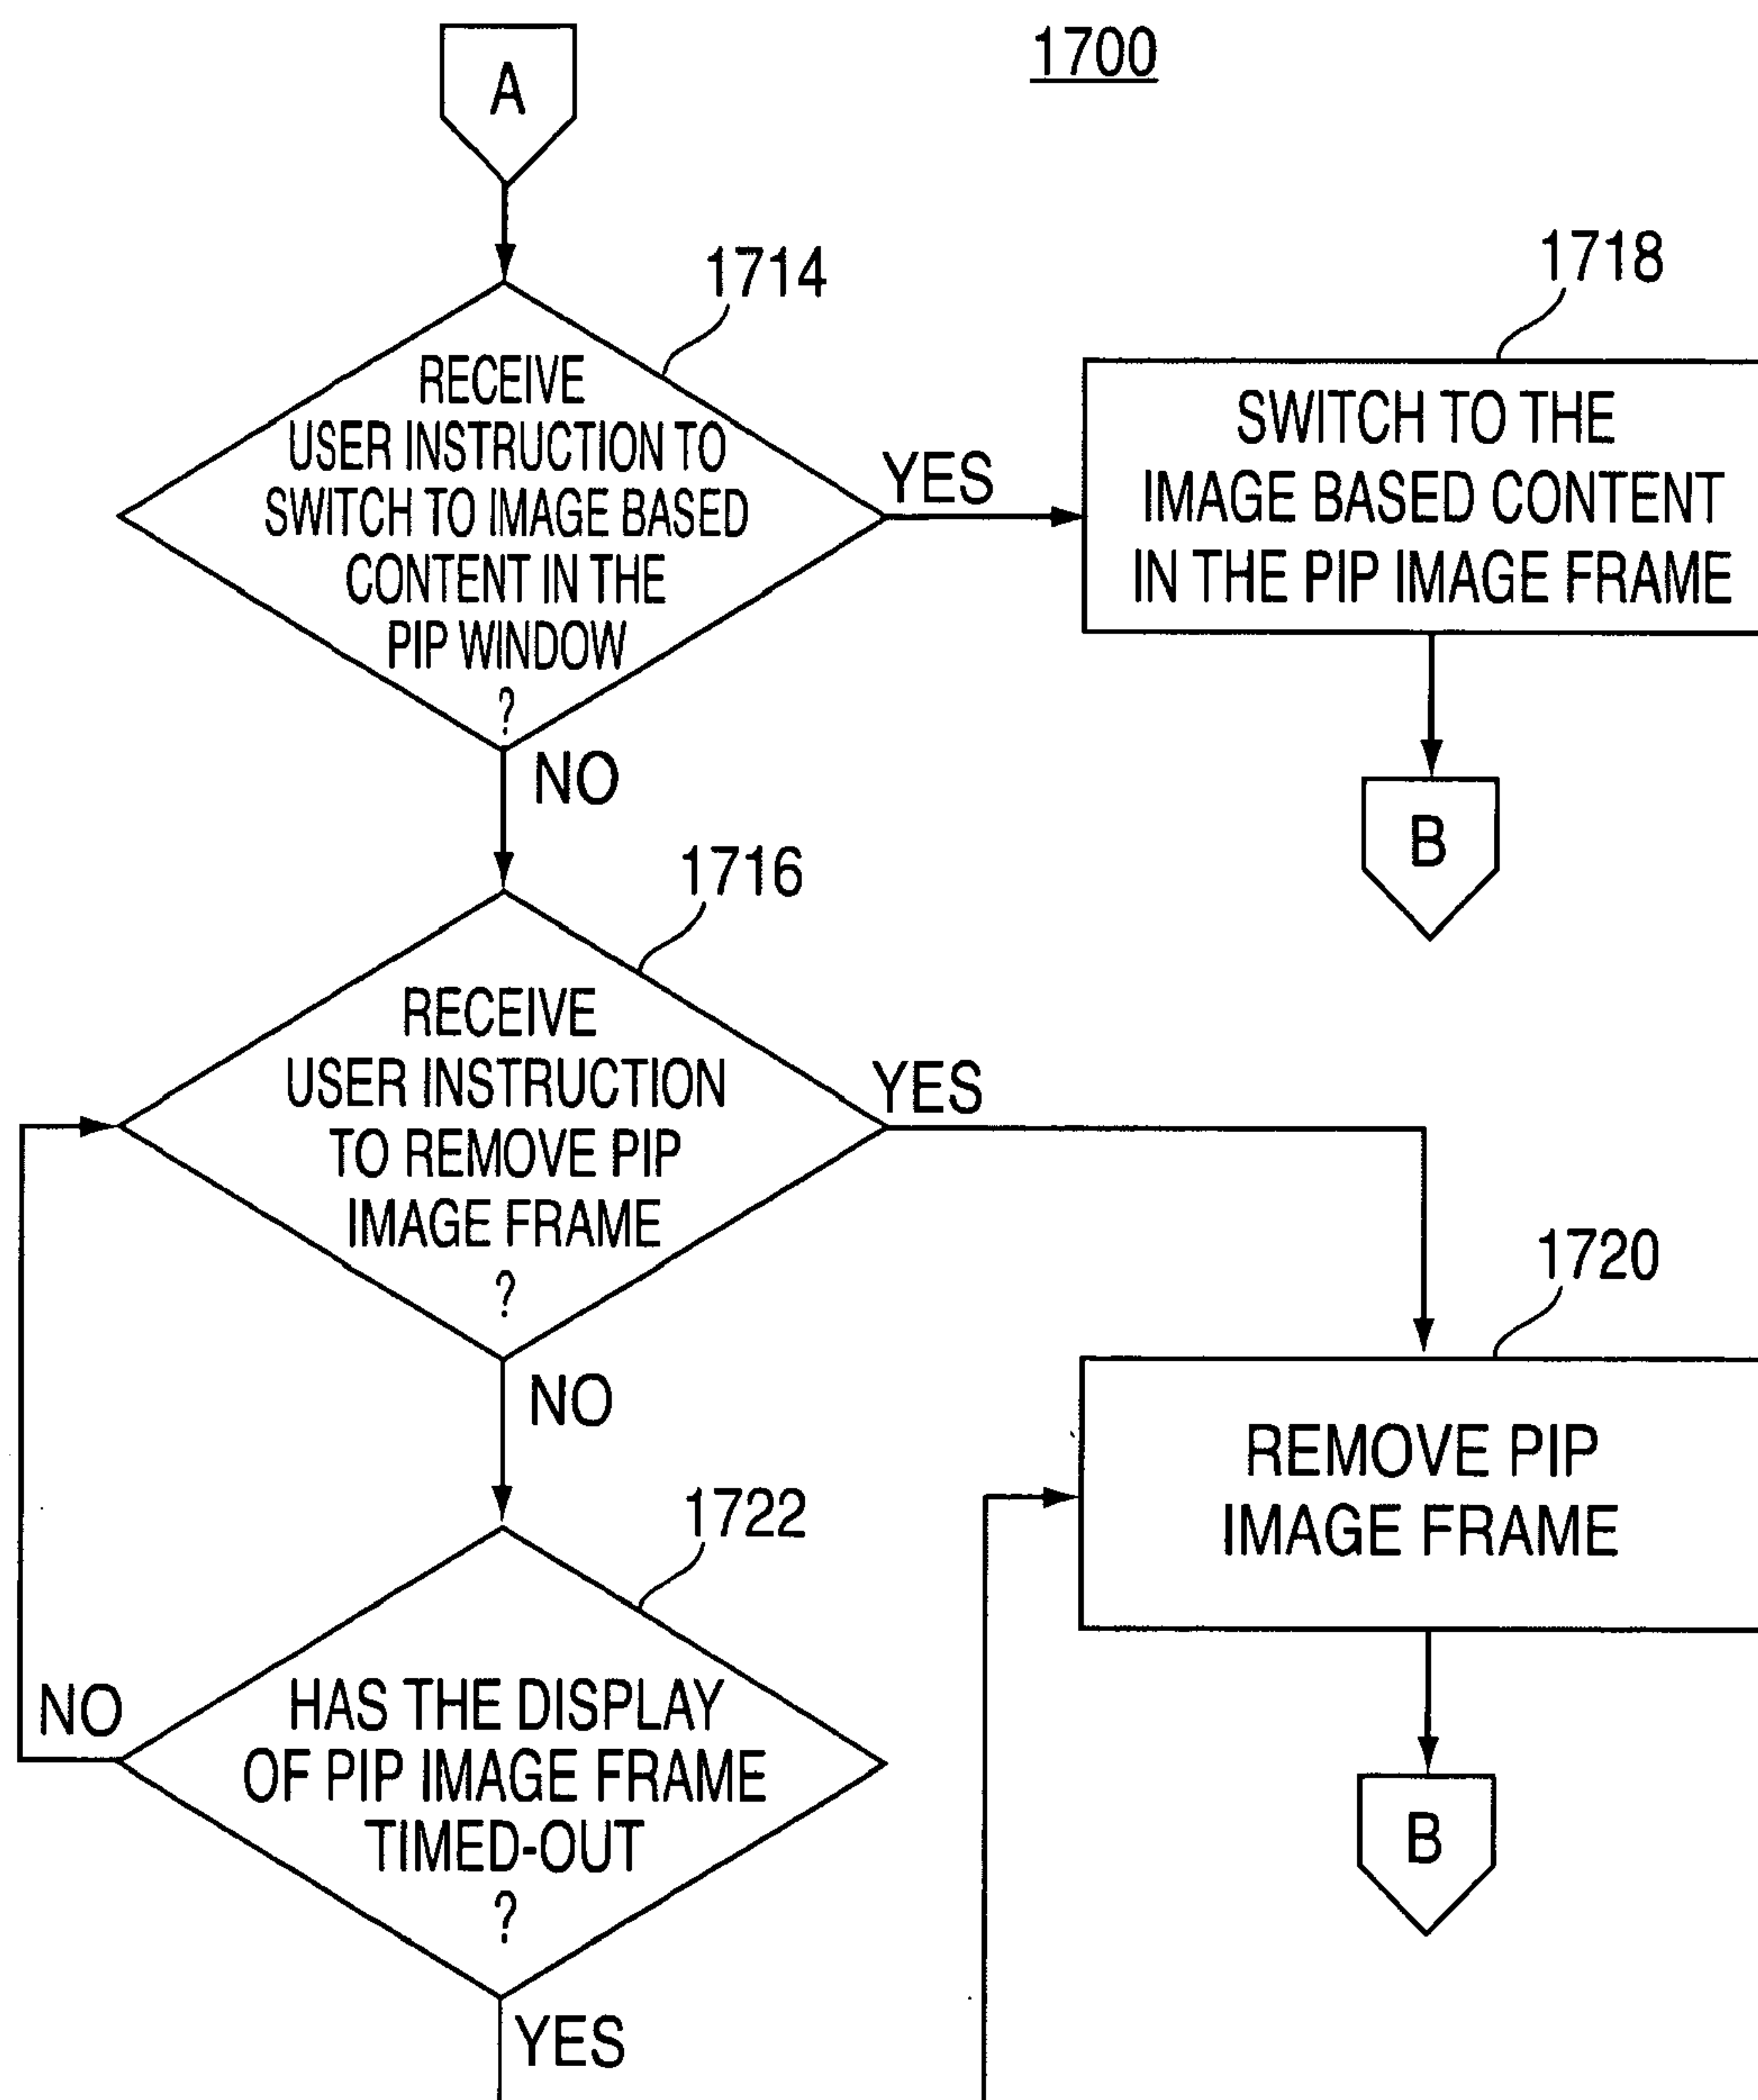 1700
A
1714
RECEIVE
USER INSTRUCTION TO
SWITCH TO IMAGE BASED
CONTENT IN THE
PIP WINDOW
?
YES
NO
1718
SWITCH TO THE
IMAGE BASED CONTENT
IN THE PIP IMAGE FRAME
B
1716
RECEIVE
USER INSTRUCTION
TO REMOVE PIP
IMAGE FRAME
?
YES
NO
1720
REMOVE PIP
IMAGE FRAME
B
1722
HAS THE DISPLAY
OF PIP IMAGE FRAME
TIMED-OUT
?
NO
YES